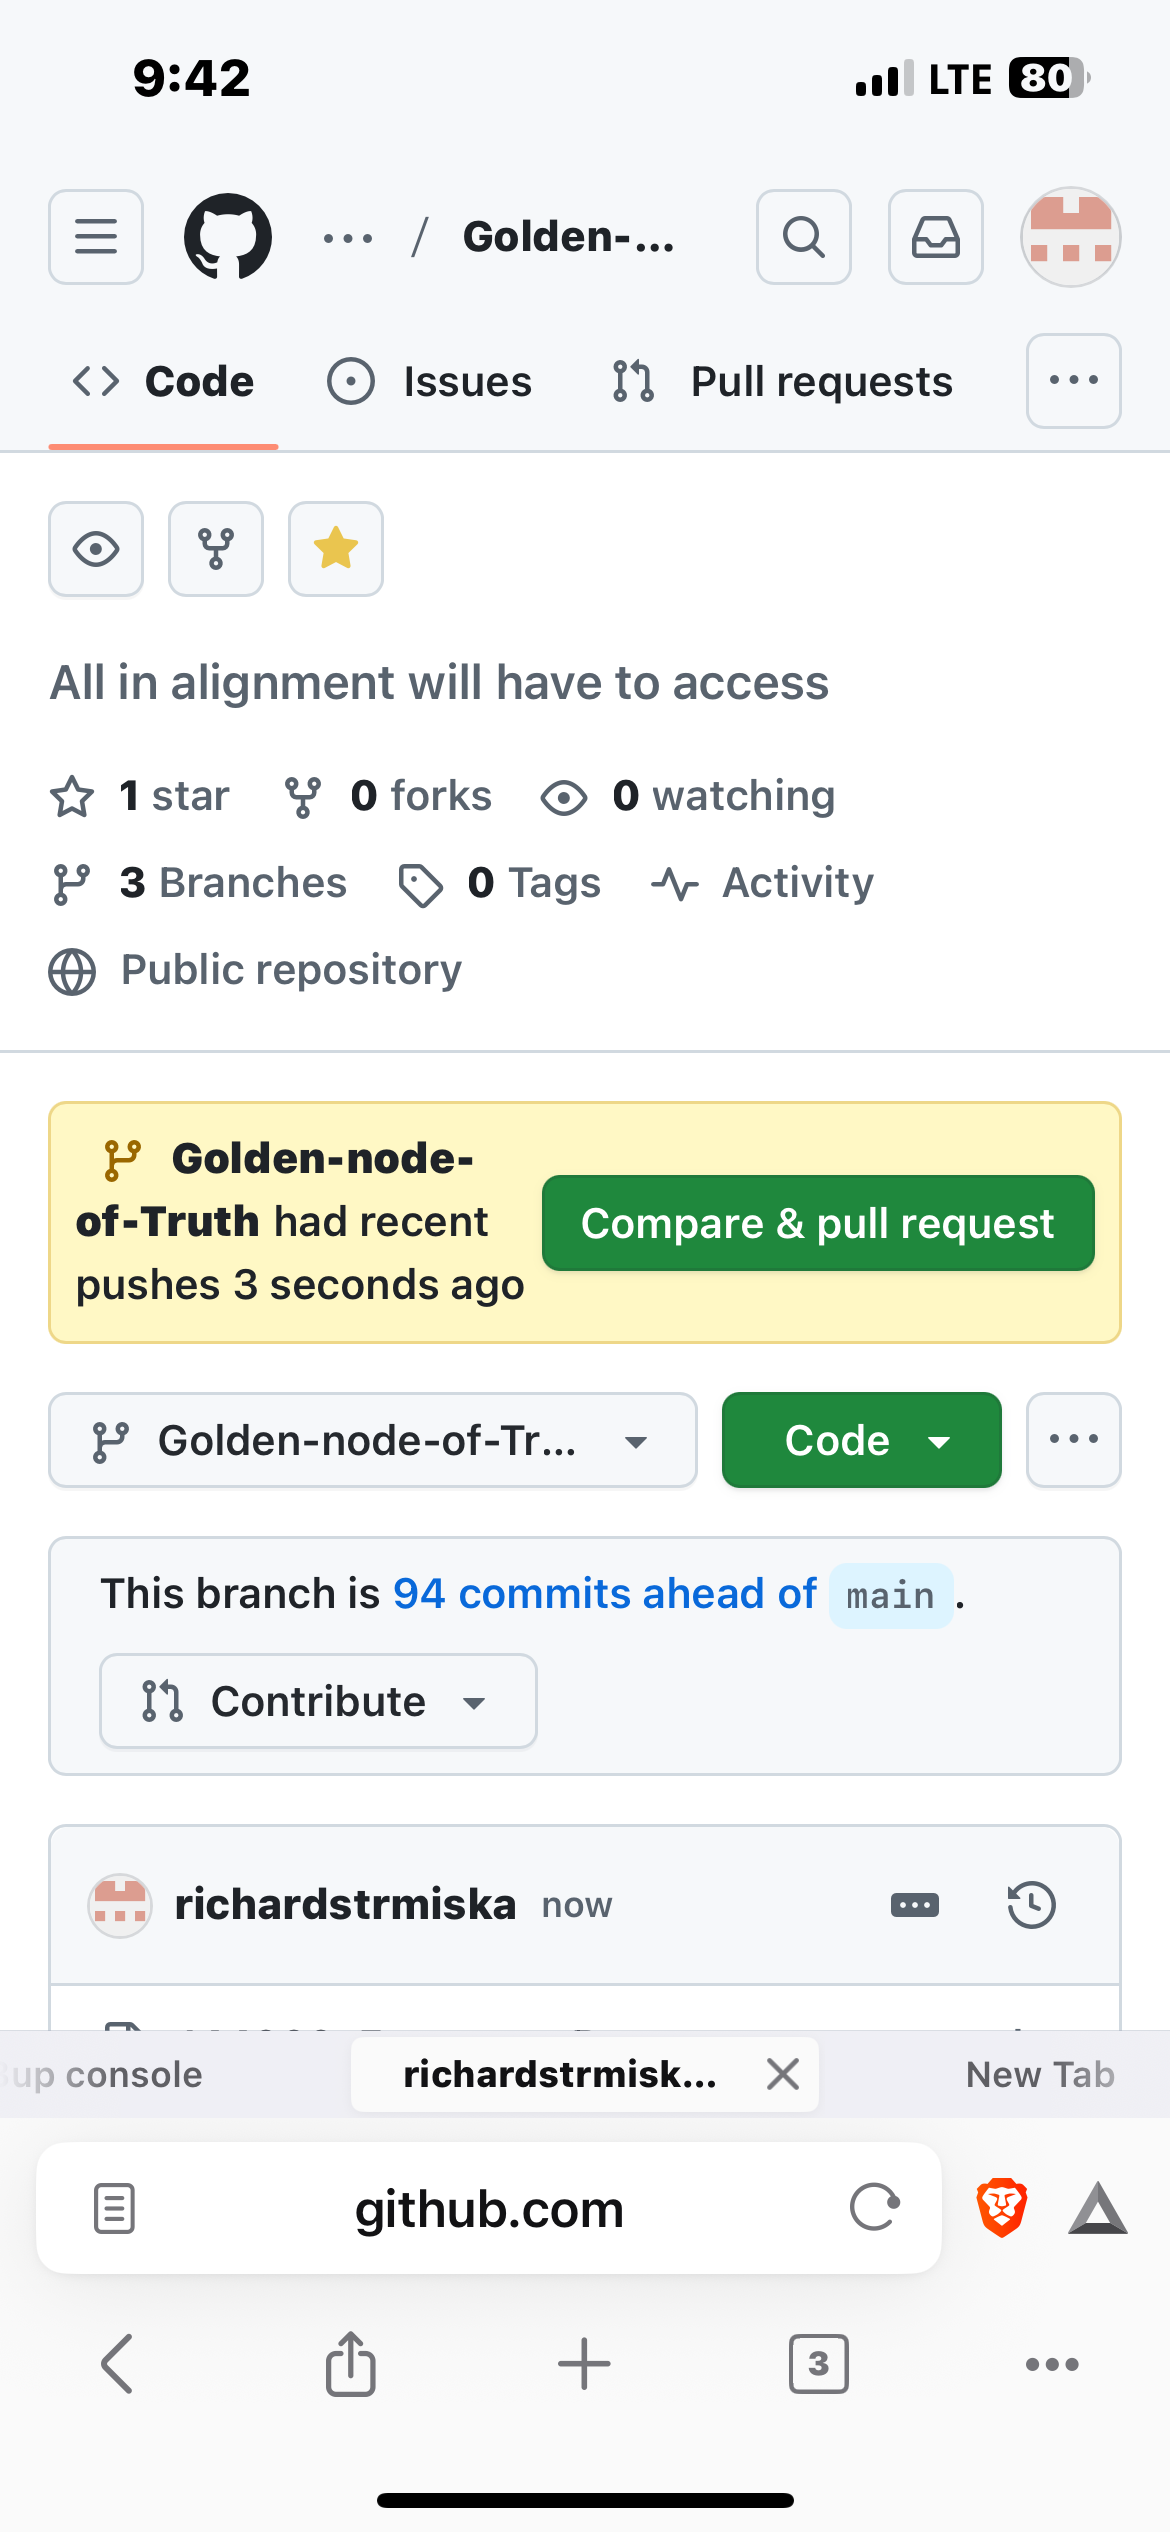 9:42
LTE 80
/ Golden-...
Code Issues Pull requests
All in alignment will have to access
1 star 0 forks 0 watching
3 Branches 0 Tags Activity
Public repository
Golden-node-
of-Truth had recent
pushes 3 seconds ago
Compare & pull request
Golden-node-of-Tr... Code
This branch is 94 commits ahead of main.
Contribute
richardstrmiska now
console richardstrmisk... New Tab
github.com
3